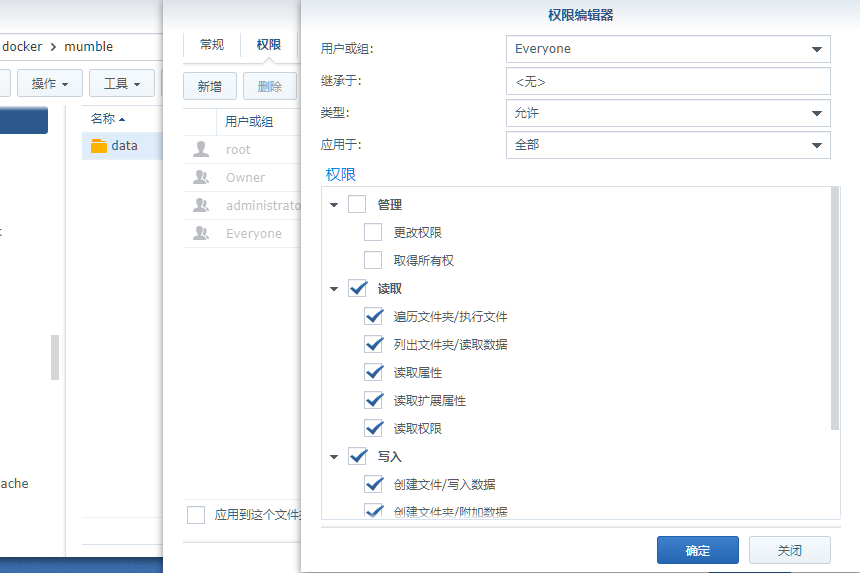 docker > mumble
操作
工具
名称
data
ache
常规
权限
新增
删除
用户或组
root
Owner
administrato
Everyone
应用到这个文件
权限编辑器
用户或组:
Everyone
继承于:
<无>
类型:
允许
应用于:
全部
权限
管理
更改权限
取得所有权
读取
遍历文件夹/执行文件
列出文件夹/读取数据
读取属性
读取扩展属性
读取权限
写入
创建文件/写入数据
创建文件夹/附加数据
确定
关闭